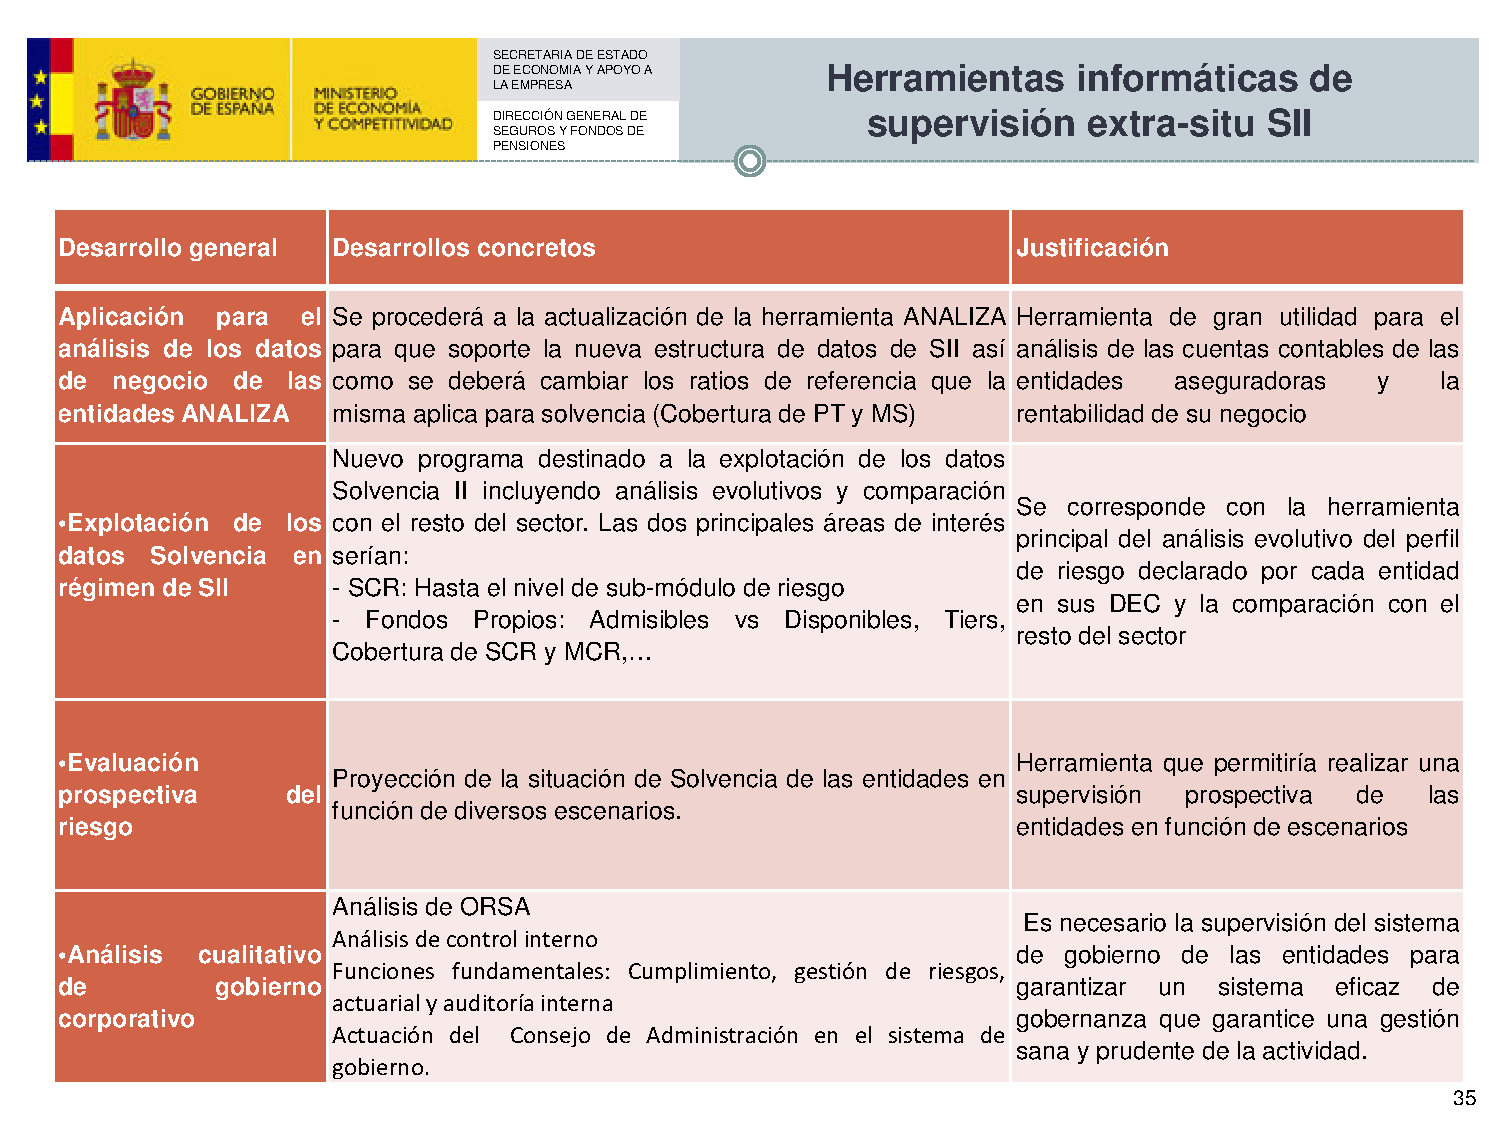 GOBIERNO
DE ESPAÑA
MINISTERIO
DE ECONOMÍA
Y COMPETITIVIDAD
SECRETARIA DE ESTADO
DE ECONOMIA Y APOYO A
LA EMPRESA
DIRECCIÓN GENERAL DE
SEGUROS Y FONDOS DE
PENSIONES
Herramientas informáticas de
supervisión extra-situ SII
Desarrollo general
Desarrollos concretos
Justificación
Aplicación para el
análisis de los datos
de negocio de las
entidades ANALIZA
Se procederá a la actualización de la herramienta ANALIZA
para que soporte la nueva estructura de datos de SII así
como se deberá cambiar los ratios de referencia que la
misma aplica para solvencia (Cobertura de PT y MS)
Herramienta de gran utilidad para el
análisis de las cuentas contables de las
entidades aseguradoras y la
rentabilidad de su negocio
•Explotación de los
datos Solvencia en
régimen de SII
Nuevo programa destinado a la explotación de los datos
Solvencia II incluyendo análisis evolutivos y comparación
con el resto del sector. Las dos principales áreas de interés
serían:
- SCR: Hasta el nivel de sub-módulo de riesgo
- Fondos Propios: Admisibles vs Disponibles, Tiers,
Cobertura de SCR y MCR,…
Se corresponde con la herramienta
principal del análisis evolutivo del perfil
de riesgo declarado por cada entidad
en sus DEC y la comparación con el
resto del sector
•Evaluación
prospectiva del
riesgo
Proyección de la situación de Solvencia de las entidades en
función de diversos escenarios.
Herramienta que permitiría realizar una
supervisión prospectiva de las
entidades en función de escenarios
•Análisis cualitativo
de gobierno
corporativo
Análisis de ORSA
Análisis de control interno
Funciones fundamentales: Cumplimiento, gestión de riesgos,
actuarial y auditoría interna
Actuación del Consejo de Administración en el sistema de
gobierno.
Es necesario la supervisión del sistema
de gobierno de las entidades para
garantizar un sistema eficaz de
gobernanza que garantice una gestión
sana y prudente de la actividad.
35